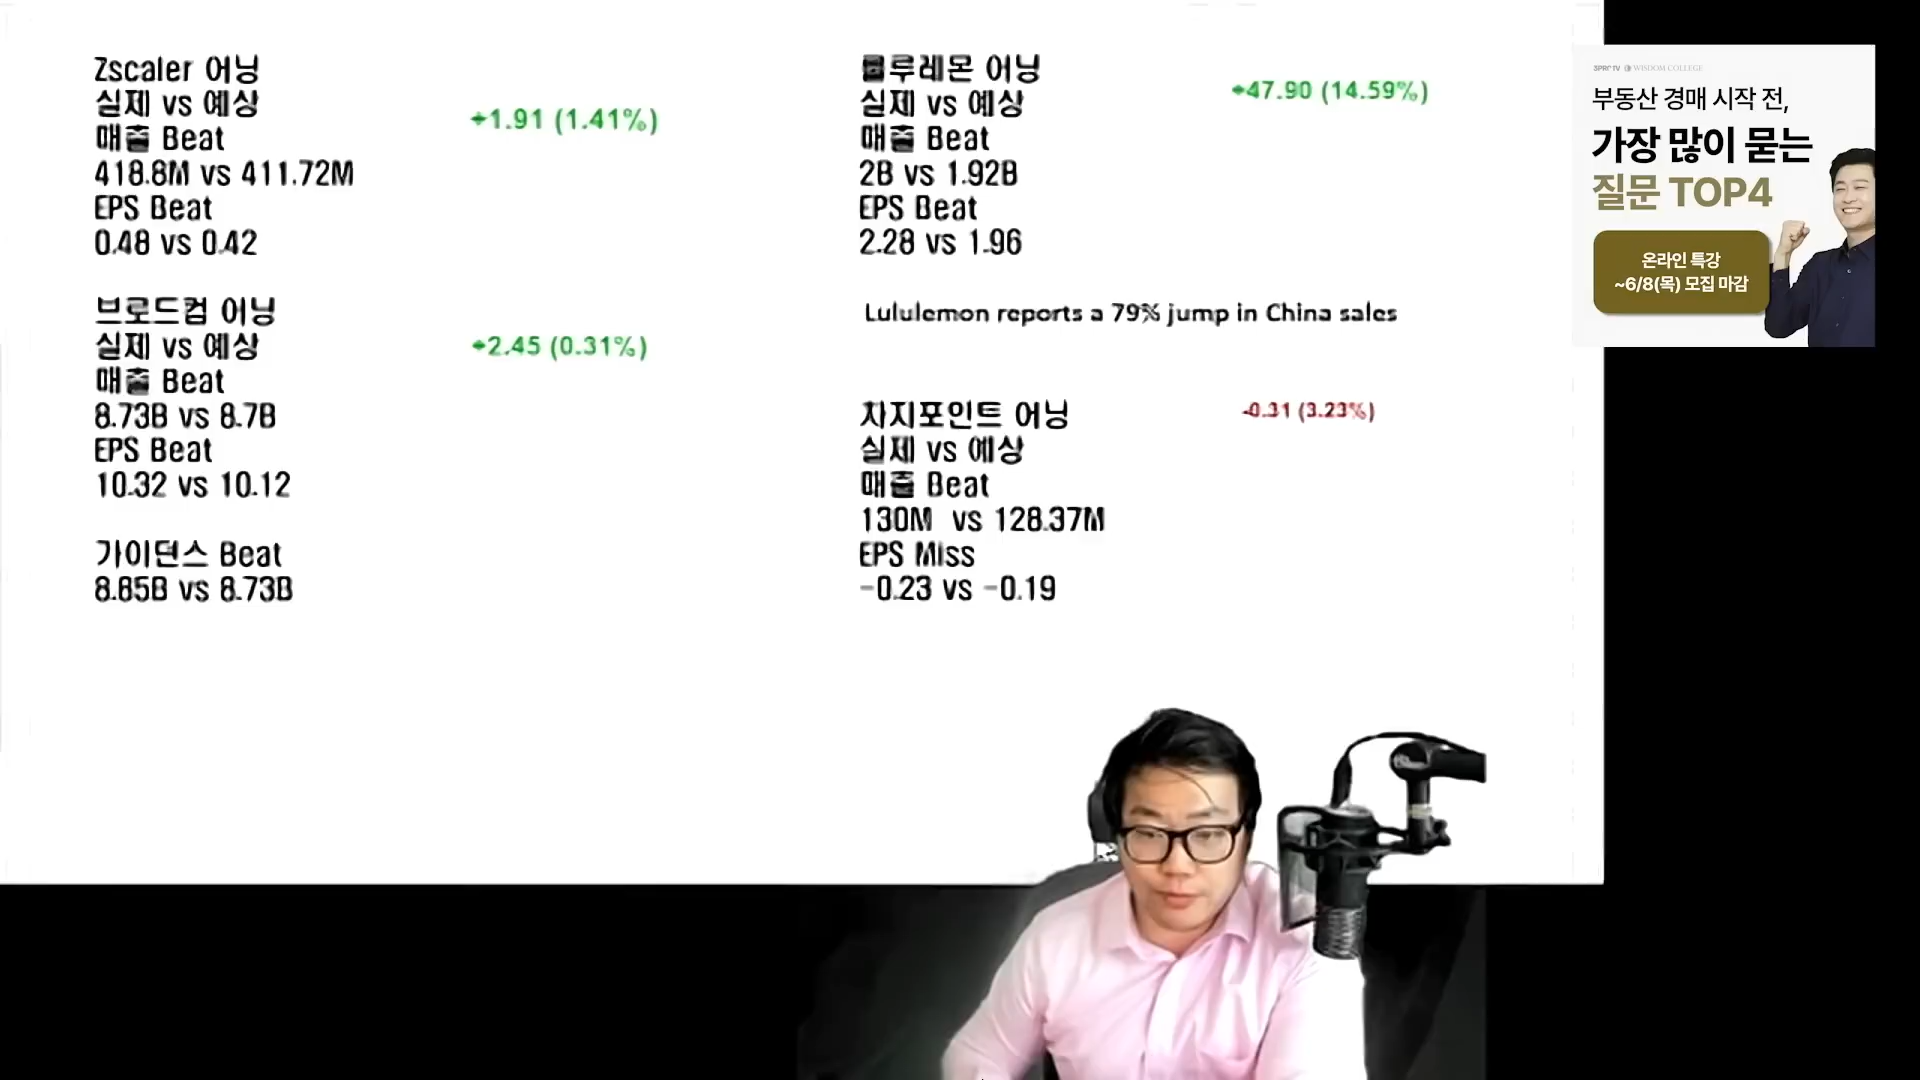 Zscaler 어닝
실제 vs 예상
매출 Beat
418.8M vs 411.72M
EPS Beat
0.48 vs 0.42
+1.91 (1.41%)
브로드컴 어닝
실제 vs 예상
매출 Beat
8.73B vs 8.7B
EPS Beat
10.32 vs 10.12
+2.45 (0.31%)
가이던스 Beat
8.85B vs 8.73B
룰루레몬 어닝
실제 vs 예상
매출 Beat
2B vs 1.92B
EPS Beat
2.28 vs 1.96
+47.90 (14.59%)
Lululemon reports a 79% jump in China sales
차지포인트 어닝
실제 vs 예상
매출 Beat
130M vs 128.37M
EPS Miss
-0.23 vs -0.19
-0.31 (3.23%)
3PROTV WISDOM COLLEGE
부동산 경매 시작 전,
가장 많이 묻는
질문 TOP4
온라인 특강
~6/8(목) 모집 마감